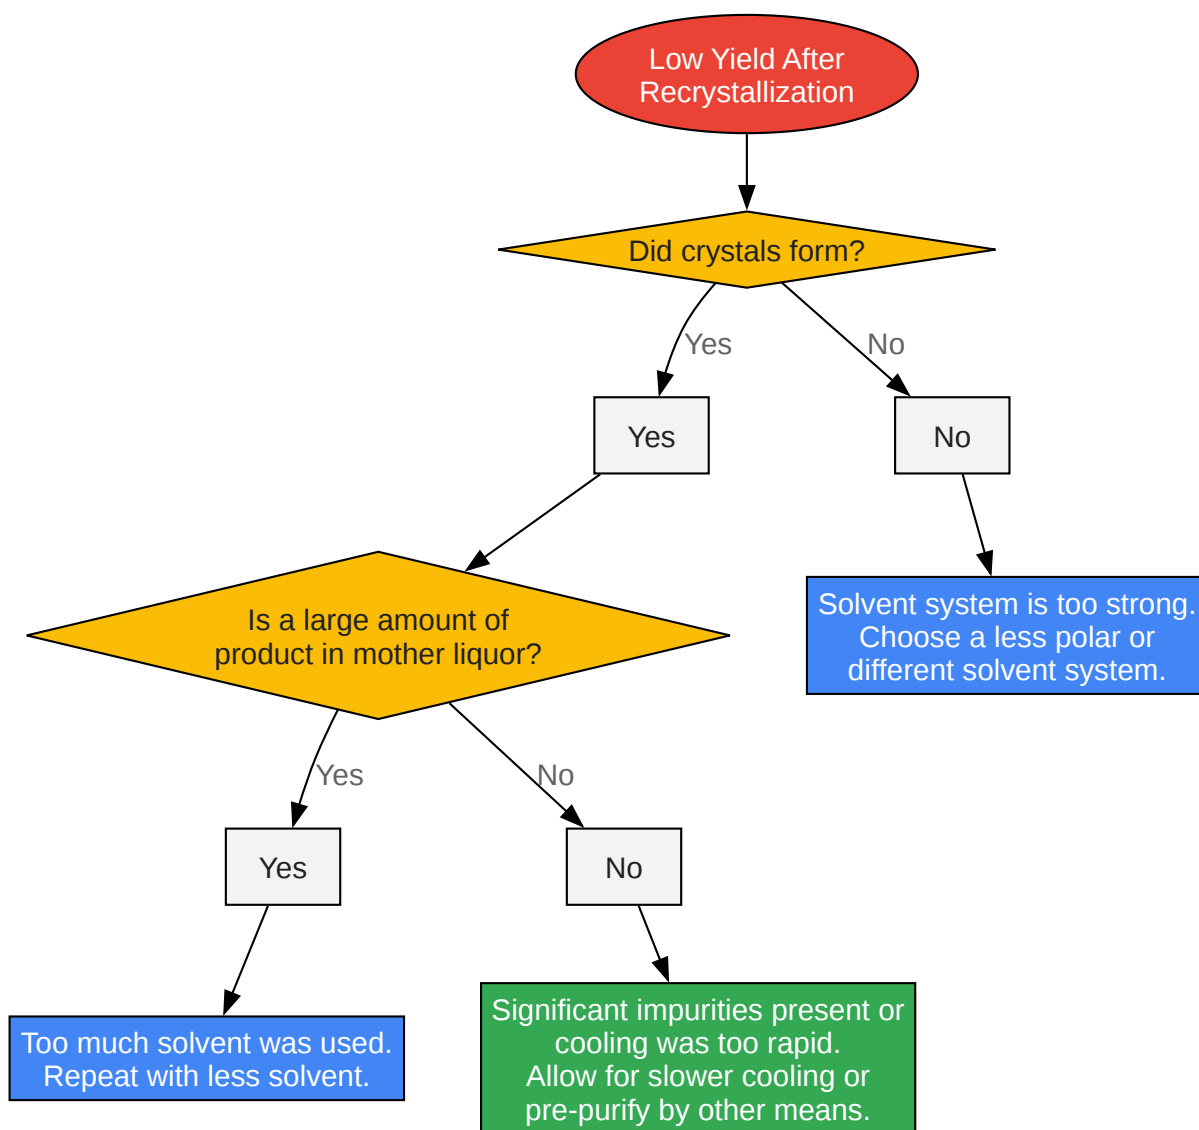 Low Yield After
Recrystallization
Did crystals form?
Yes
No
Yes
No
Is a large amount of
product in mother liquor?
Solvent system is too strong.
Choose a less polar or
different solvent system.
Yes
No
Yes
No
Too much solvent was used.
Repeat with less solvent.
Significant impurities present or
cooling was too rapid.
Allow for slower cooling or
pre-purify by other means.